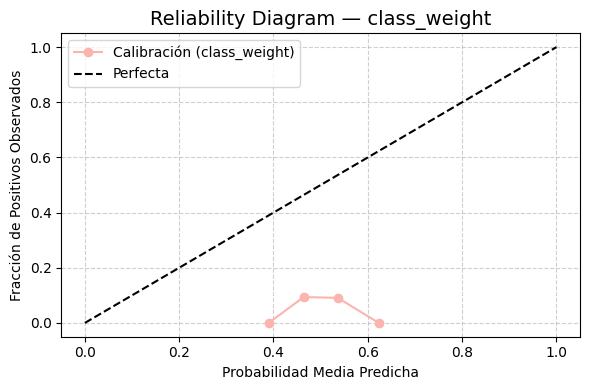 Reliability Diagram — class_weight
Calibración (class_weight)
Perfecta
Fracción de Positivos Observados
1.0
0.8
0.6
0.4
0.2
0.0
0.0 0.2 0.4 0.6 0.8 1.0
Probabilidad Media Predicha